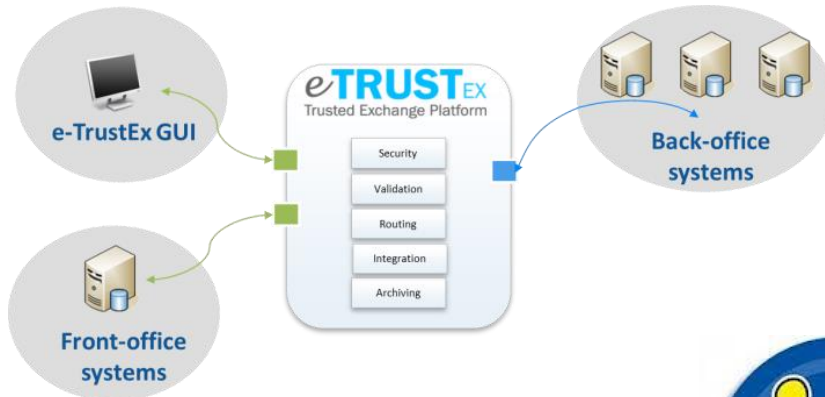 eTRUSTEX
Trusted Exchange Platform
e-TrustEx GUI
Security
Validation
Routing
Integration
Archiving
Back-office
systems
Front-office
systems